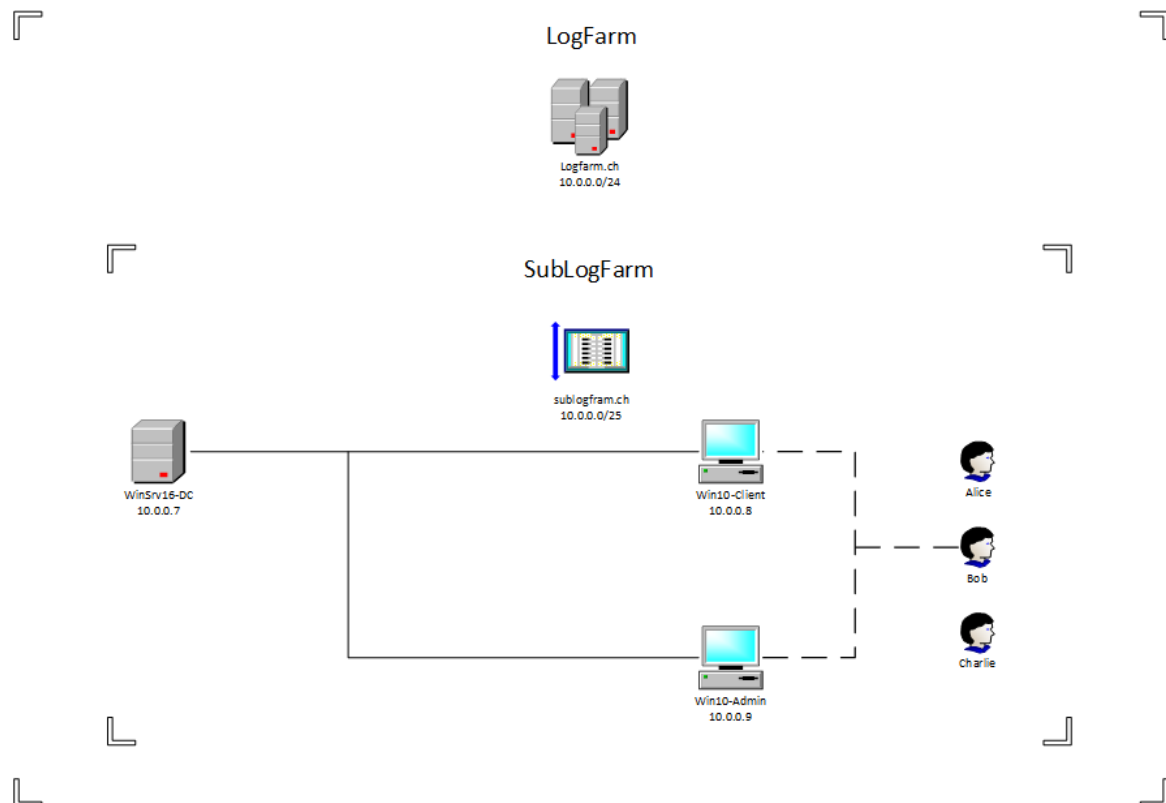 LogFarm
Logfarm.ch
10.0.0.0/24
SubLogFarm
sublogfram.ch
10.0.0.0/25
WinSrv16-DC
10.0.0.7
Win10-Client
10.0.0.8
Alice
Bob
Charlie
Win10-Admin
10.0.0.9